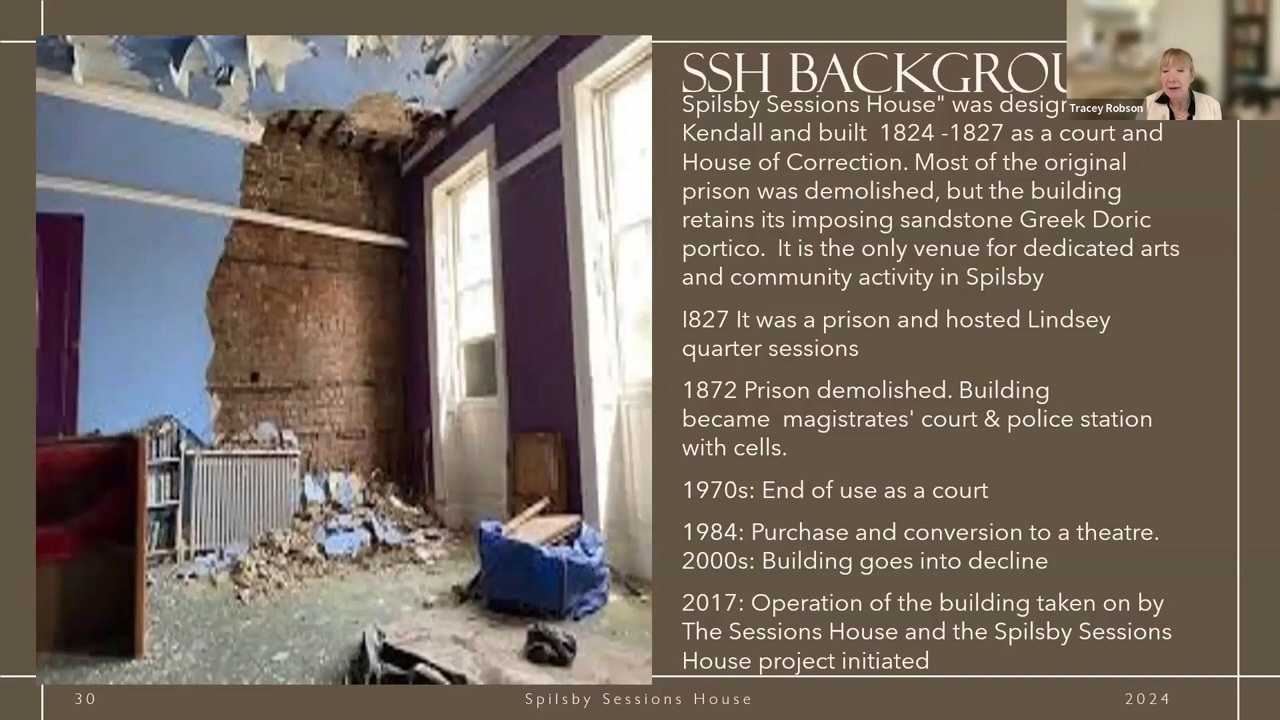 SSH BACKGROU
Tracey Robson
Spilsby Sessions House" was desig
Kendall and built  1824 -1827 as a court and
House of Correction. Most of the original
prison was demolished, but the building
retains its imposing sandstone Greek Doric
portico.  It is the only venue for dedicated arts
and community activity in Spilsby
I827 It was a prison and hosted Lindsey
quarter sessions
1872 Prison demolished. Building
became  magistrates' court & police station
with cells.
1970s: End of use as a court
1984: Purchase and conversion to a theatre.
2000s: Building goes into decline
2017: Operation of the building taken on by
The Sessions House and the Spilsby Sessions
House project initiated
30
Spilsby Sessions House
2024